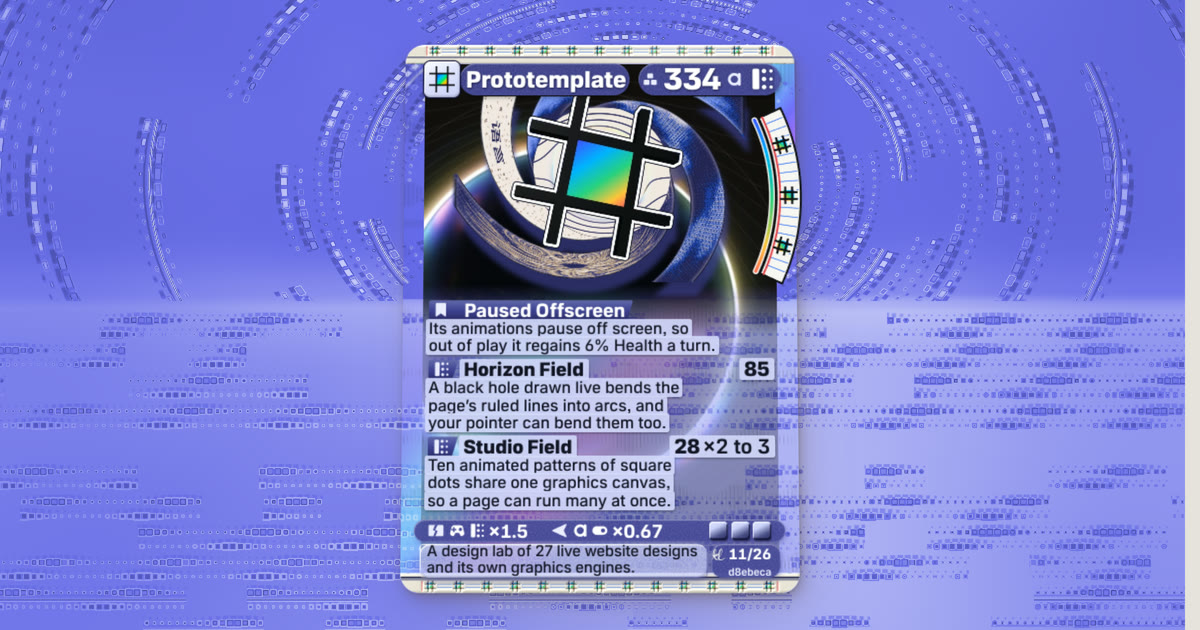 Prototemplate
334
Paused Offscreen
Its animations pause off screen, so
out of play it regains 6% Health a turn.
Horizon Field 85
A black hole drawn live bends the
page's ruled lines into arcs, and
your pointer can bend them too.
Studio Field 28 ×2 to 3
Ten animated patterns of square
dots share one graphics canvas,
so a page can run many at once.
×1.5 ×0.67
A design lab of 27 live website designs
and its own graphics engines.
11/26
d8ebeca